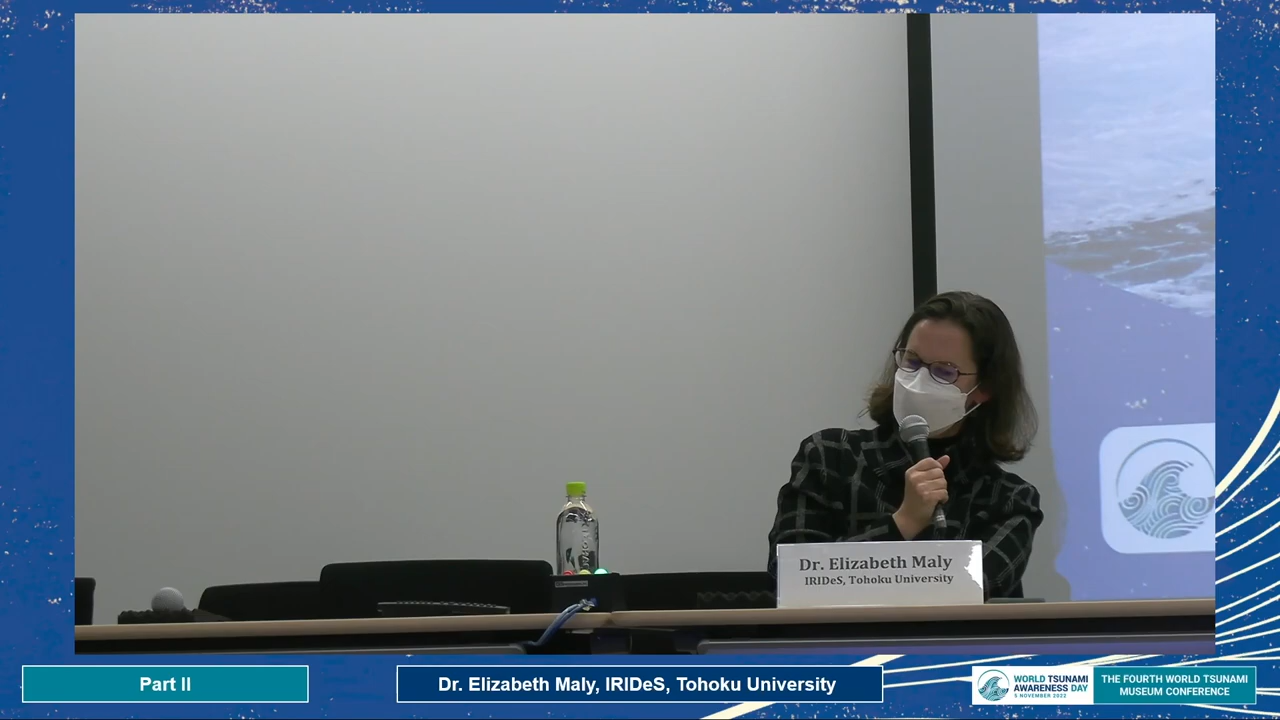 Dr. Elizabeth Maly
IRIDeS, Tohoku University
Part II
Dr. Elizabeth Maly, IRIDeS, Tohoku University
WORLD TSUNAMI
AWARENESS DAY
5 NOVEMBER 2022
THE FOURTH WORLD TSUNAMI
MUSEUM CONFERENCE